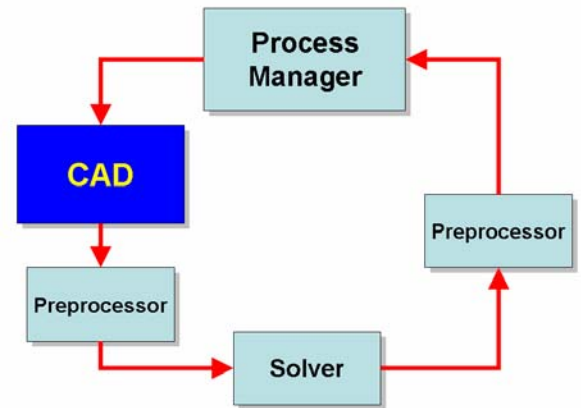 Process
Manager
CAD
Preprocessor
Preprocessor
Solver